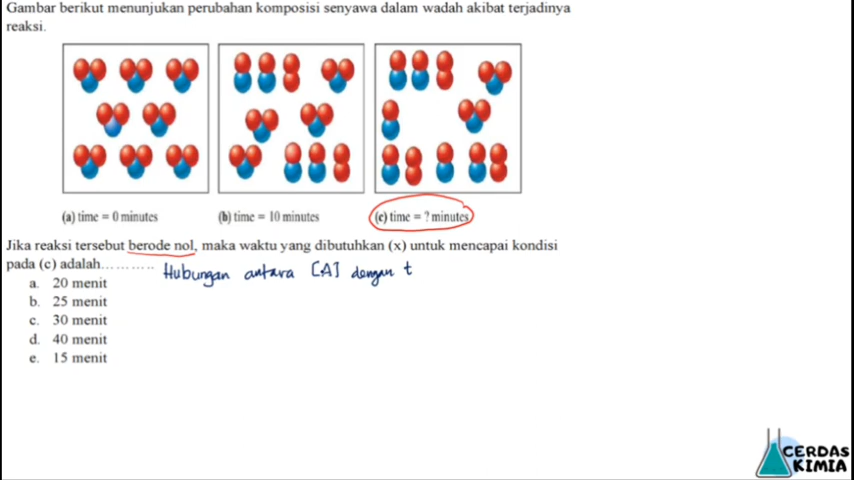 Gambar berikut menunjukan perubahan komposisi senyawa dalam wadah akibat terjadinya
reaksi.
(a) time = 0 minutes
(b) time = 10 minutes
(c) time = ? minutes
Jika reaksi tersebut berode nol, maka waktu yang dibutuhkan (x) untuk mencapai kondisi
pada (c) adalah...........
Hubungan antara [A] dengan t
a. 20 menit
b. 25 menit
c. 30 menit
d. 40 menit
e. 15 menit
CERDAS
KIMIA